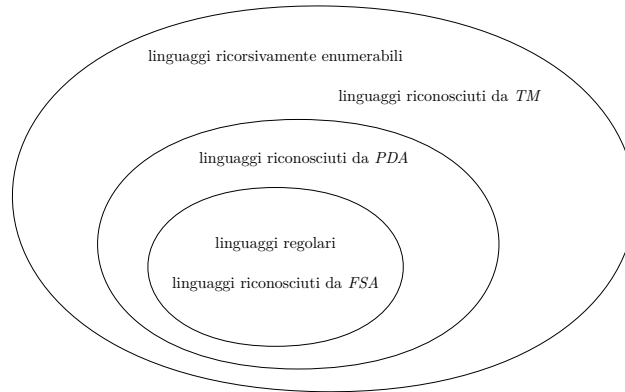 linguaggi ricorsivamente enumerabili
linguaggi riconosciuti da TM
linguaggi riconosciuti da PDA
linguaggi regolari
linguaggi riconosciuti da FSA